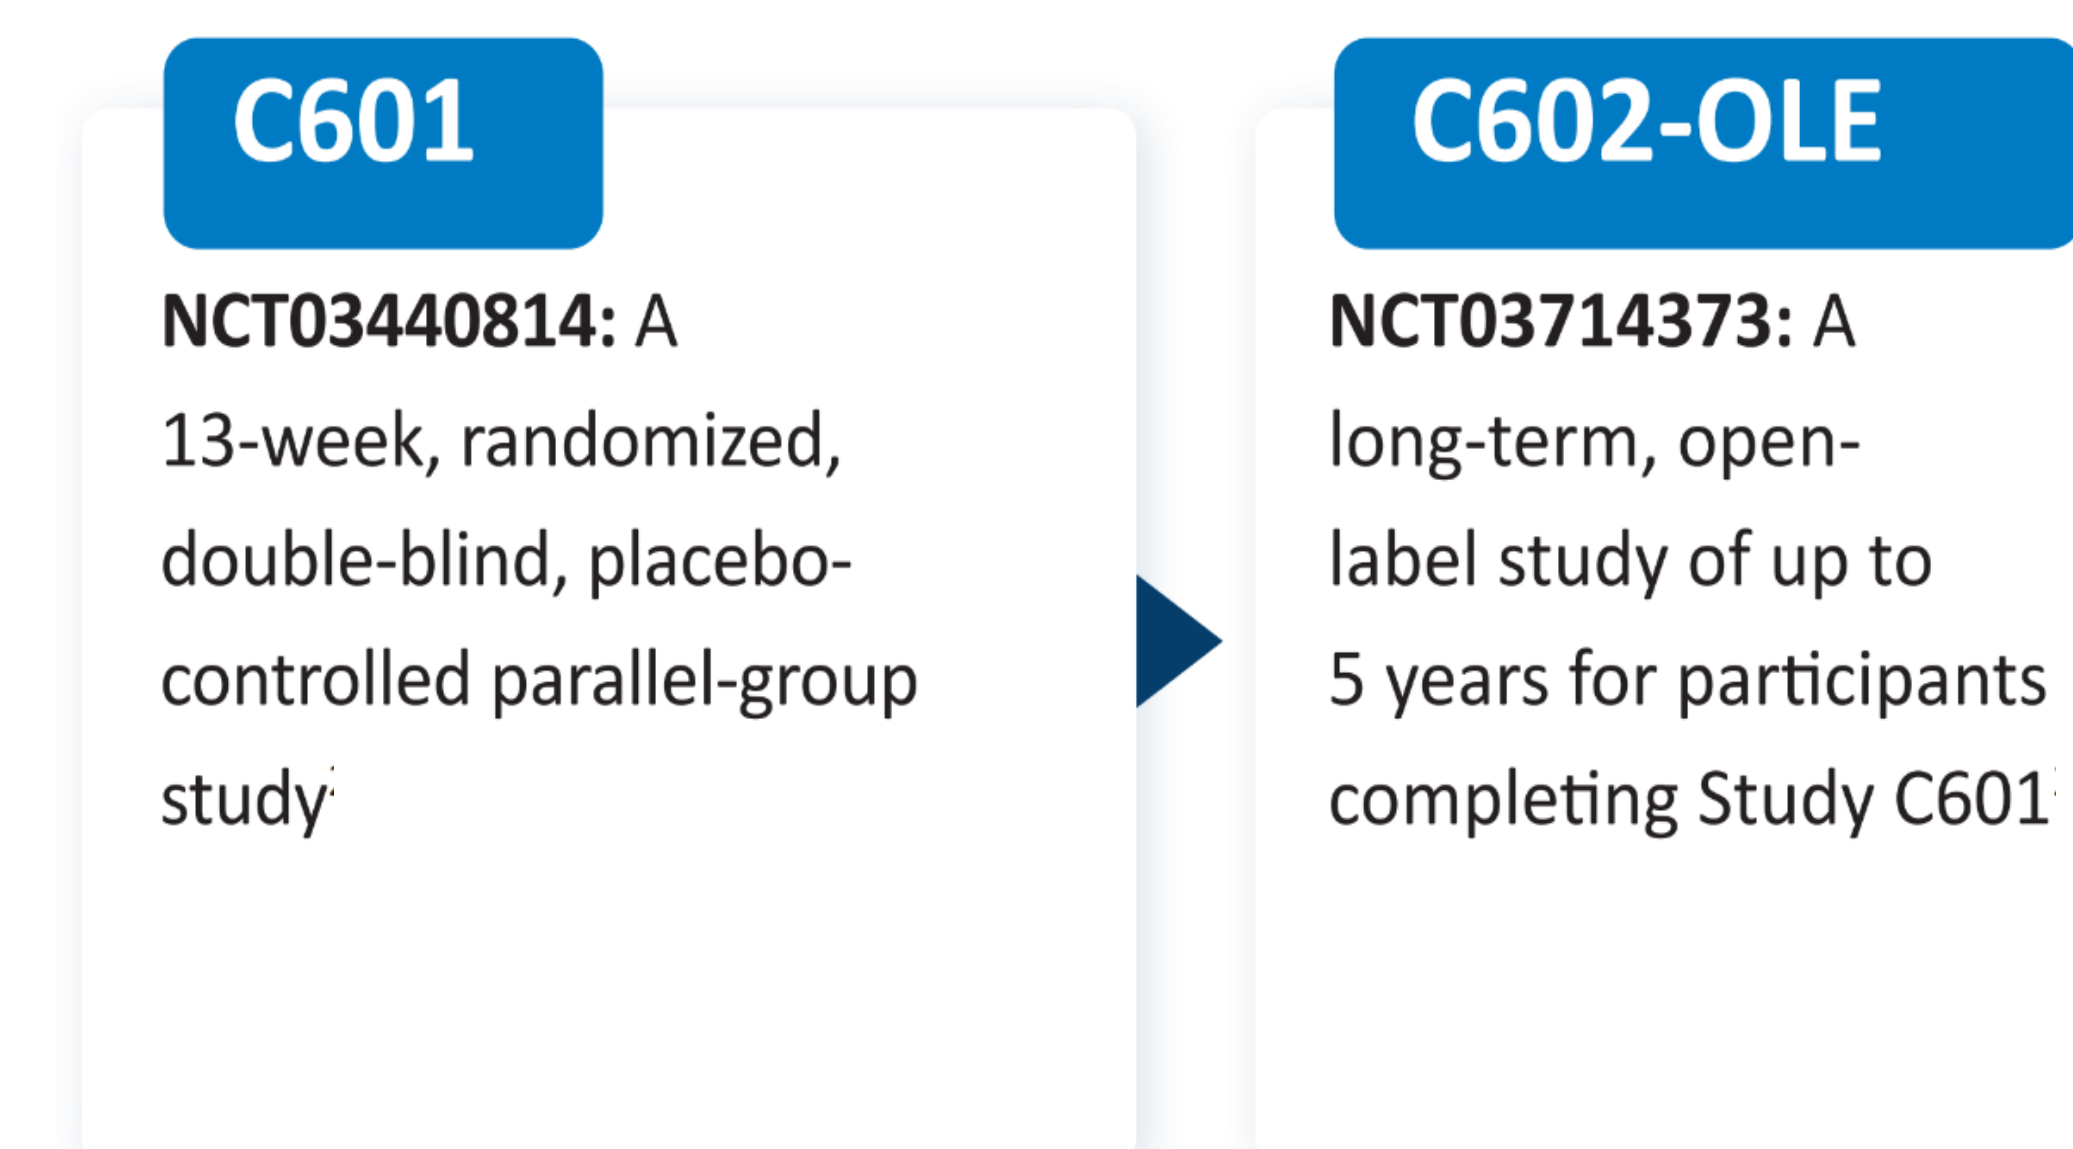 C601
NCT03440814: A
13-week, randomized,
double-blind, placebo-
controlled parallel-group
study
C602-OLE
NCT03714373: A
long-term, open-
label study of up to
5 years for participants
completing Study C601